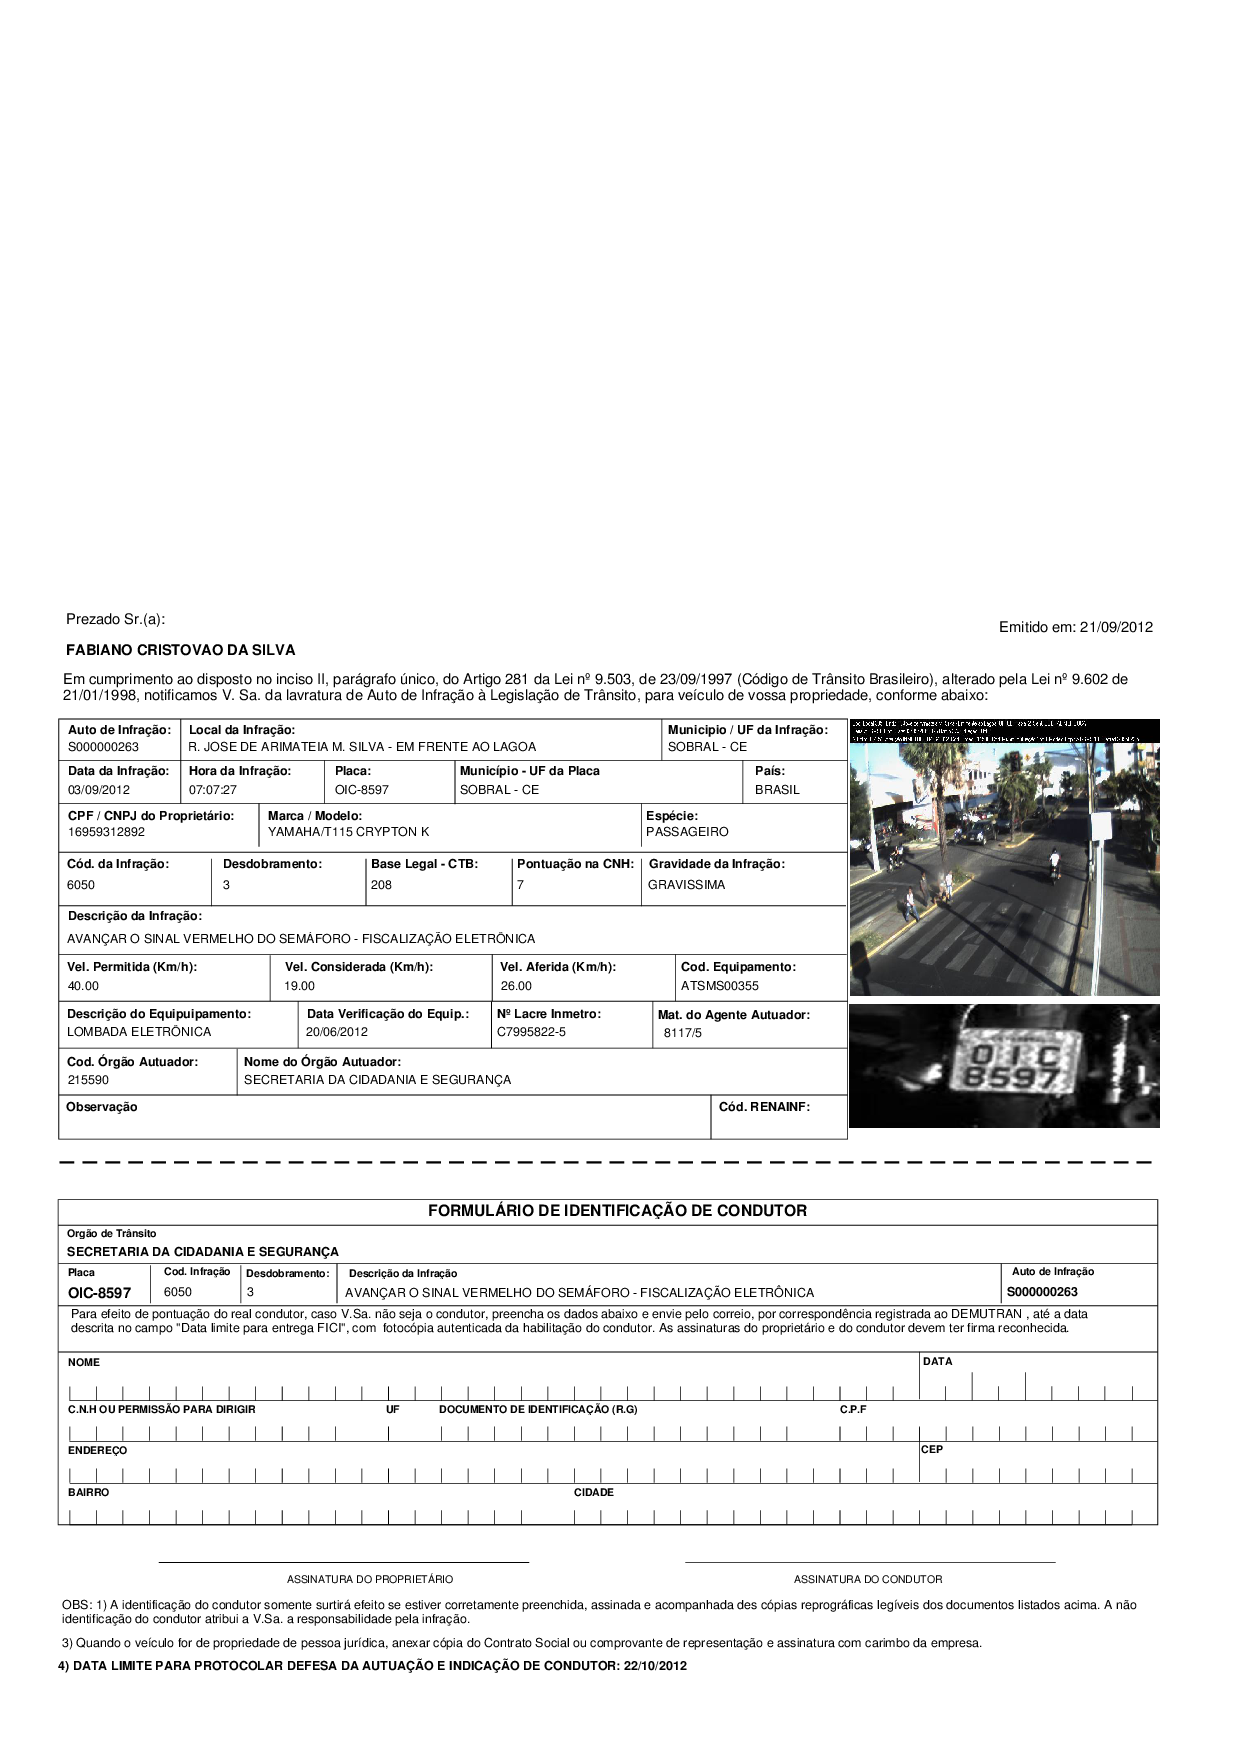 Prezado Sr.(a):
Emitido em: 21/09/2012
FABIANO CRISTOVAO DA SILVA
Em cumprimento ao disposto no inciso II, parágrafo único, do Artigo 281 da Lei nº 9.503, de 23/09/1997 (Código de Trânsito Brasileiro), alterado pela Lei nº 9.602 de
21/01/1998, notificamos V. Sa. da lavratura de Auto de Infração à Legislação de Trânsito, para veículo de vossa propriedade, conforme abaixo:
Auto de Infração: Local da Infração: Municipio / UF da Infração:
S000000263 R. JOSE DE ARIMATEIA M. SILVA - EM FRENTE AO LAGOA SOBRAL - CE
Data da Infração: Hora da Infração: Placa: Município - UF da Placa País:
03/09/2012 07:07:27 OIC-8597 SOBRAL - CE BRASIL
CPF / CNPJ do Proprietário: Marca / Modelo: Espécie:
16959312892 YAMAHA/T115 CRYPTON K PASSAGEIRO
Cód. da Infração: Desdobramento: Base Legal - CTB: Pontuação na CNH: Gravidade da Infração:
6050 3 208 7 GRAVISSIMA
Descrição da Infração:
AVANÇAR O SINAL VERMELHO DO SEMÁFORO - FISCALIZAÇÃO ELETRÔNICA
Vel. Permitida (Km/h): Vel. Considerada (Km/h): Vel. Aferida (Km/h): Cod. Equipamento:
40.00 19.00 26.00 ATSMS00355
Descrição do Equipuipamento: Data Verificação do Equip.: Nº Lacre Inmetro: Mat. do Agente Autuador:
LOMBADA ELETRÔNICA 20/06/2012 C7995822-5 8117/5
Cod. Órgão Autuador: Nome do Órgão Autuador:
215590 SECRETARIA DA CIDADANIA E SEGURANÇA
Observação Cód. RENAINF:
OIC
8597
FORMULÁRIO DE IDENTIFICAÇÃO DE CONDUTOR
Orgão de Trânsito
SECRETARIA DA CIDADANIA E SEGURANÇA
Placa Cod. Infração Desdobramento: Descrição da Infração Auto de Infração
OIC-8597 6050 3 AVANÇAR O SINAL VERMELHO DO SEMÁFORO - FISCALIZAÇÃO ELETRÔNICA S000000263
Para efeito de pontuação do real condutor, caso V.Sa. não seja o condutor, preencha os dados abaixo e envie pelo correio, por correspondência registrada ao DEMUTRAN , até a data
descrita no campo "Data limite para entrega FICI", com fotocópia autenticada da habilitação do condutor. As assinaturas do proprietário e do condutor devem ter firma reconhecida.
NOME DATA
C.N.H OU PERMISSÃO PARA DIRIGIR UF DOCUMENTO DE IDENTIFICAÇÃO (R.G) C.P.F
ENDEREÇO CEP
BAIRRO CIDADE
ASSINATURA DO PROPRIETÁRIO ASSINATURA DO CONDUTOR
OBS: 1) A identificação do condutor somente surtirá efeito se estiver corretamente preenchida, assinada e acompanhada des cópias reprográficas legíveis dos documentos listados acima. A não
identificação do condutor atribui a V.Sa. a responsabilidade pela infração.
3) Quando o veículo for de propriedade de pessoa jurídica, anexar cópia do Contrato Social ou comprovante de representação e assinatura com carimbo da empresa.
4) DATA LIMITE PARA PROTOCOLAR DEFESA DA AUTUAÇÃO E INDICAÇÃO DE CONDUTOR: 22/10/2012